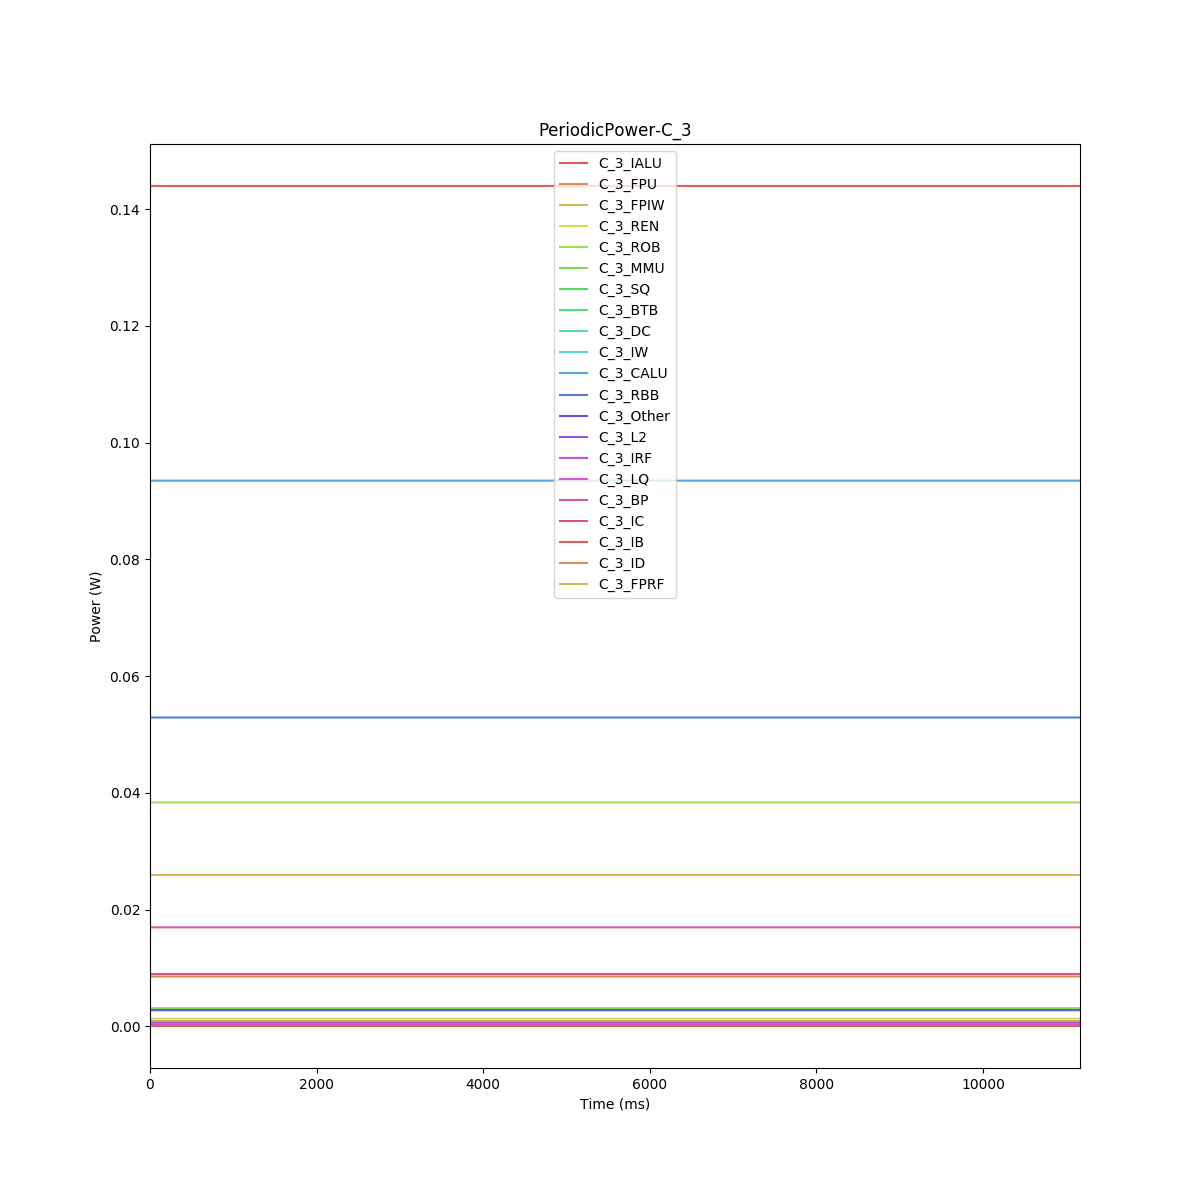 PeriodicPower-C_3
C_3_IALU
C_3_FPU
C_3_FPIW
C_3_REN
C_3_ROB
C_3_MMU
C_3_SQ
C_3_BTB
C_3_DC
C_3_IW
C_3_CALU
C_3_RBB
C_3_Other
C_3_L2
C_3_IRF
C_3_LQ
C_3_BP
C_3_IC
C_3_IB
C_3_ID
C_3_FPRF
0.14
0.12
0.10
0.08
0.06
0.04
0.02
0.00
Power (W)
0 2000 4000 6000 8000 10000
Time (ms)